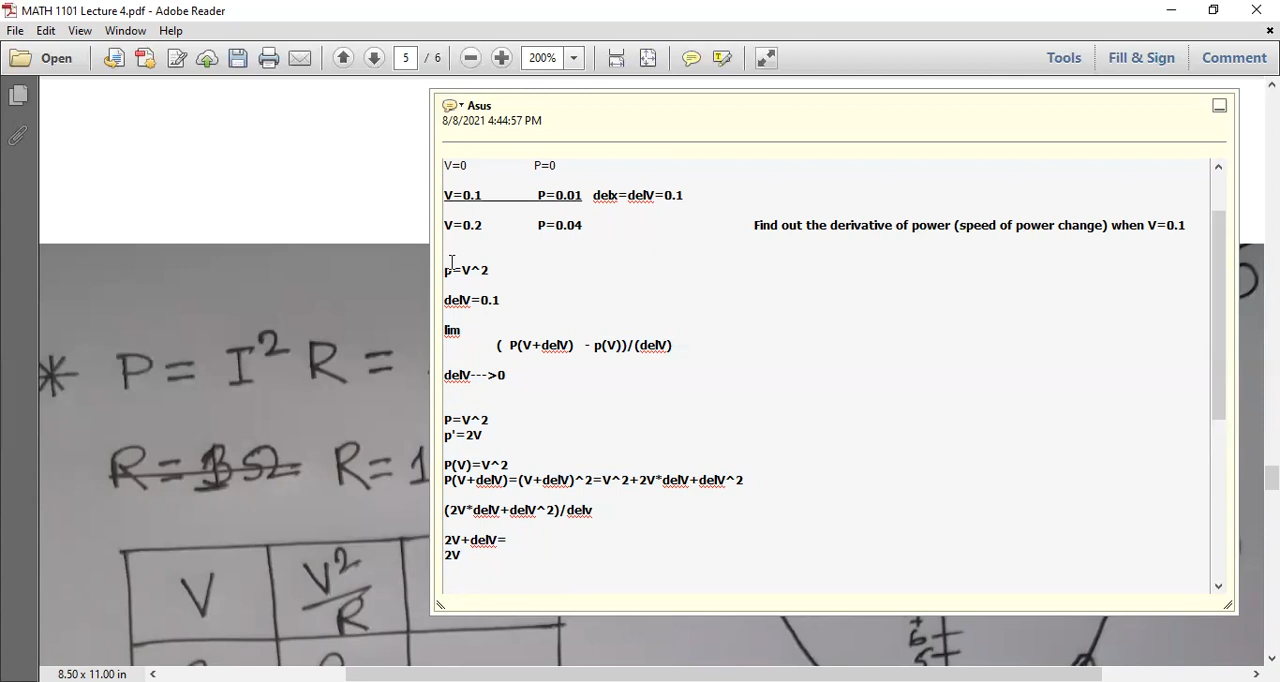 MATH 1101 Lecture 4.pdf - Adobe Reader
File Edit View Window Help
Open 5 / 6 200% Tools Fill & Sign Comment
Asus
8/8/2021 4:44:57 PM
V=0 P=0
V=0.1 P=0.01 delx=delV=0.1
V=0.2 P=0.04 Find out the derivative of power (speed of power change) when V=0.1
p=V^2
delV=0.1
lim
( P(V+delV) - p(V))/(delV)
delV--->0
P=V^2
p'=2V
P(V)=V^2
P(V+delV)=(V+delV)^2=V^2+2V*delV+delV^2
(2V*delV+delV^2)/delv
2V+delV=
2V
* P = I² R =
R = 1
V V²/R
8.50 x 11.00 in